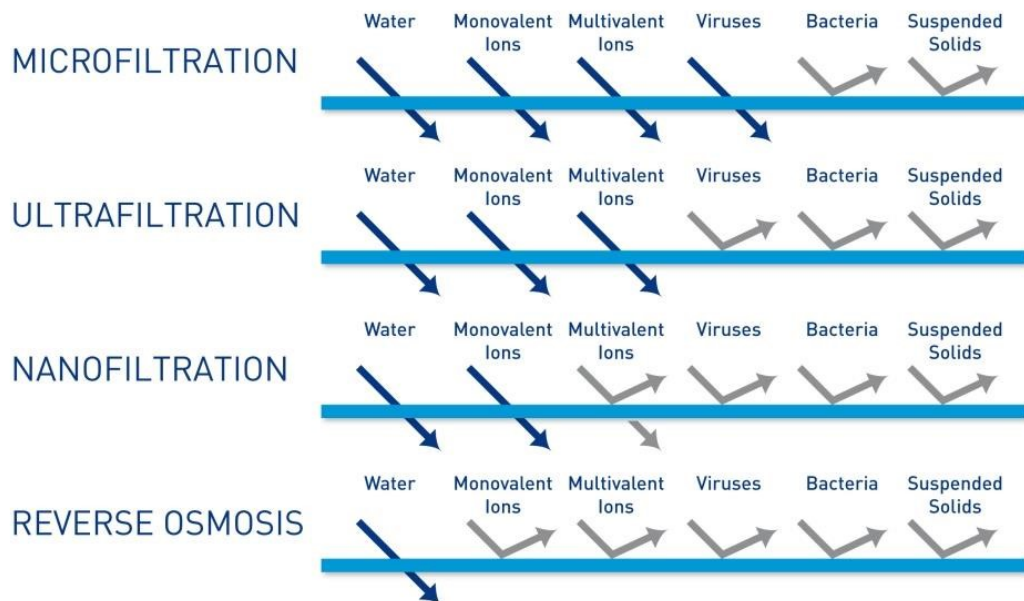 Water Monovalent Multivalent Viruses Bacteria Suspended
Ions Ions Solids
MICROFILTRATION
Water Monovalent Multivalent Viruses Bacteria Suspended
Ions Ions Solids
ULTRAFILTRATION
Water Monovalent Multivalent Viruses Bacteria Suspended
Ions Ions Solids
NANOFILTRATION
Water Monovalent Multivalent Viruses Bacteria Suspended
Ions Ions Solids
REVERSE OSMOSIS